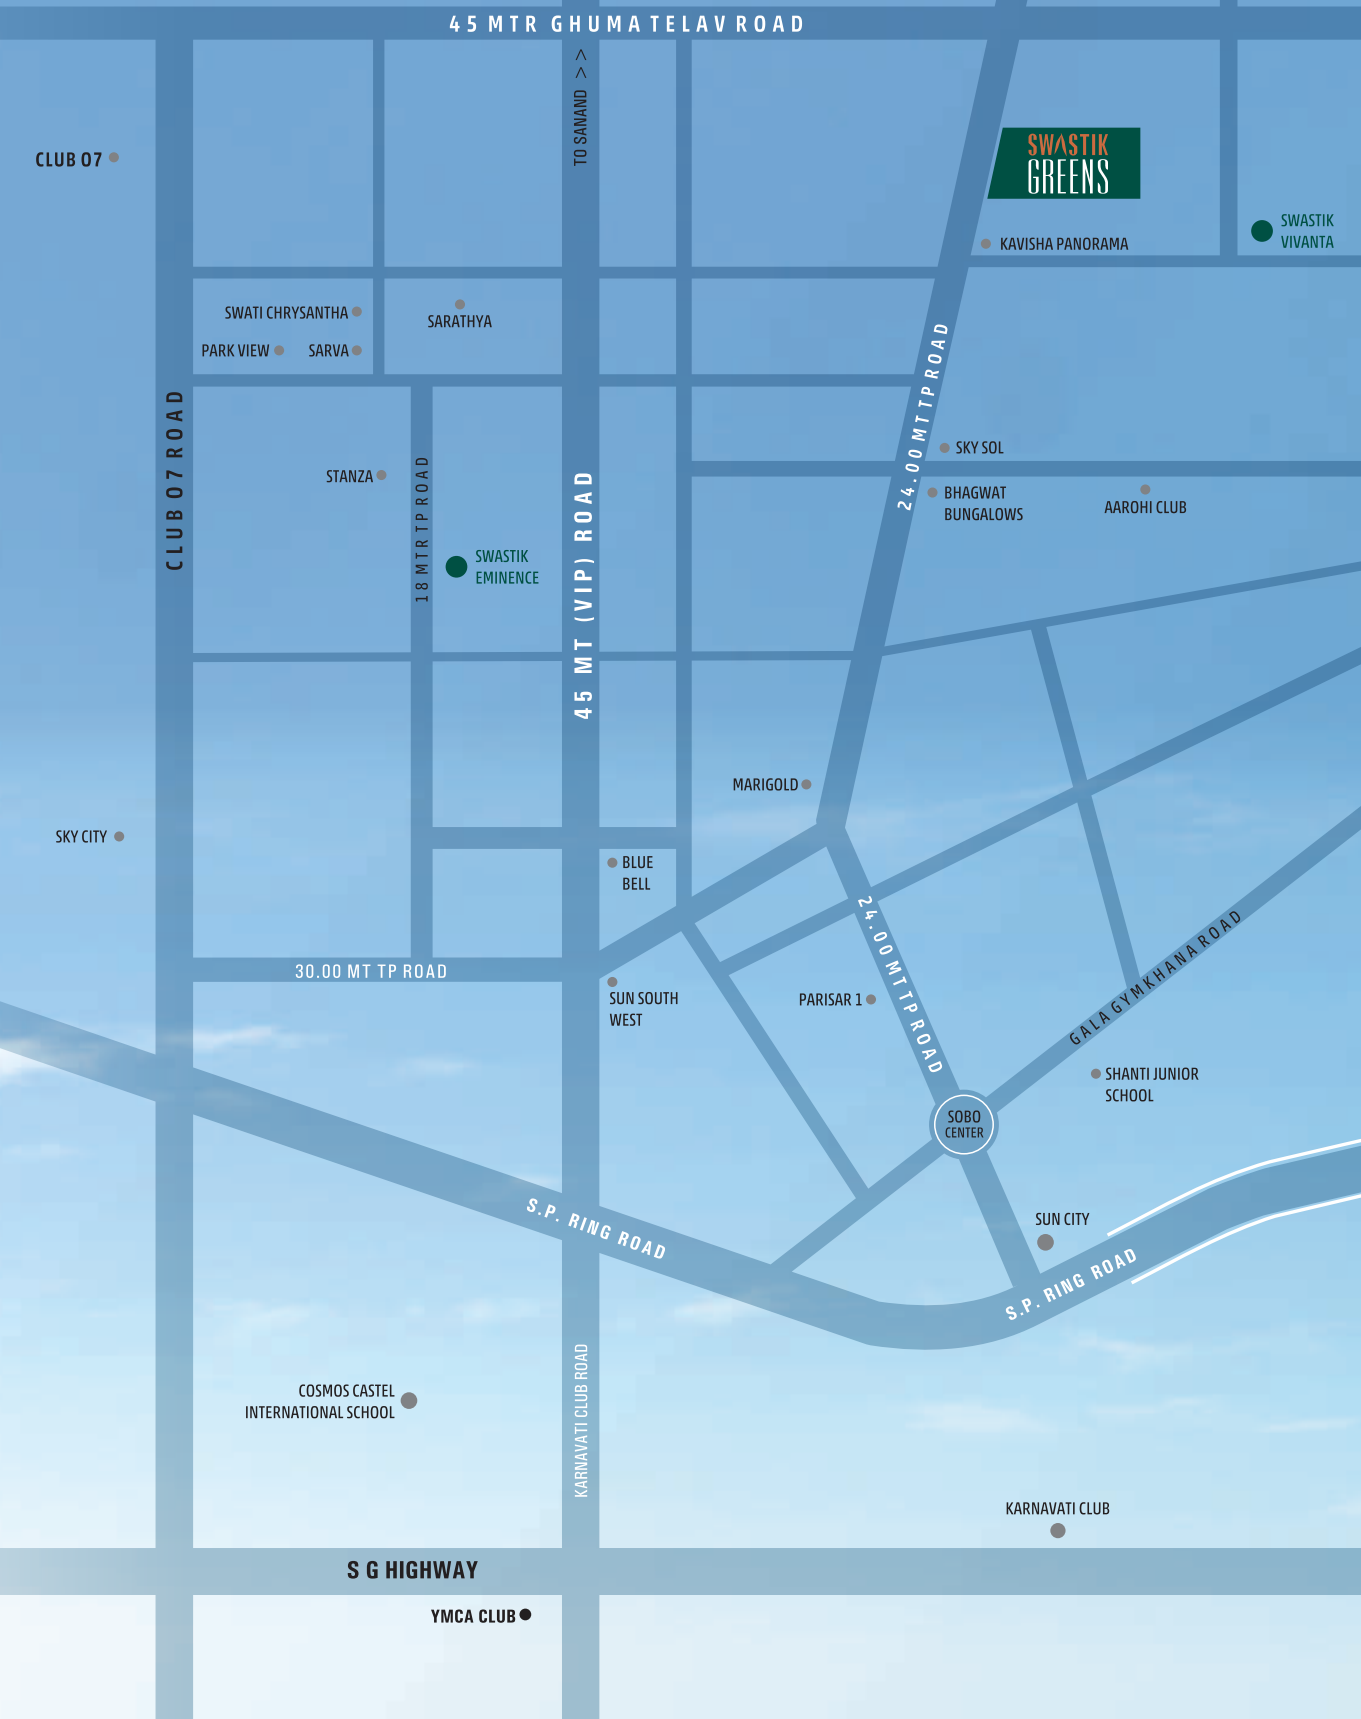 45 MTR GHUMA TELAV ROAD
TO SANAND >>
CLUB O7
SWASTIK
GREENS
SWASTIK
VIVANTA
KAVISHA PANORAMA
SWATI CHRYSANTHA
SARATHYA
PARK VIEW
SARVA
24.00 MT TP ROAD
CLUB O7 ROAD
SKY SOL
STANZA
18 MTR TP ROAD
45 MT (VIP) ROAD
BHAGWAT
BUNGALOWS
AAROHI CLUB
SWASTIK
EMINENCE
MARIGOLD
SKY CITY
BLUE
BELL
24.00 MT TP ROAD
GALA GYMKHANA ROAD
30.00 MT TP ROAD
SUN SOUTH
WEST
PARISAR 1
SHANTI JUNIOR
SCHOOL
SOBO
CENTER
S.P. RING ROAD
SUN CITY
S.P. RING ROAD
KARNAVATI CLUB ROAD
COSMOS CASTEL
INTERNATIONAL SCHOOL
KARNAVATI CLUB
S G HIGHWAY
YMCA CLUB